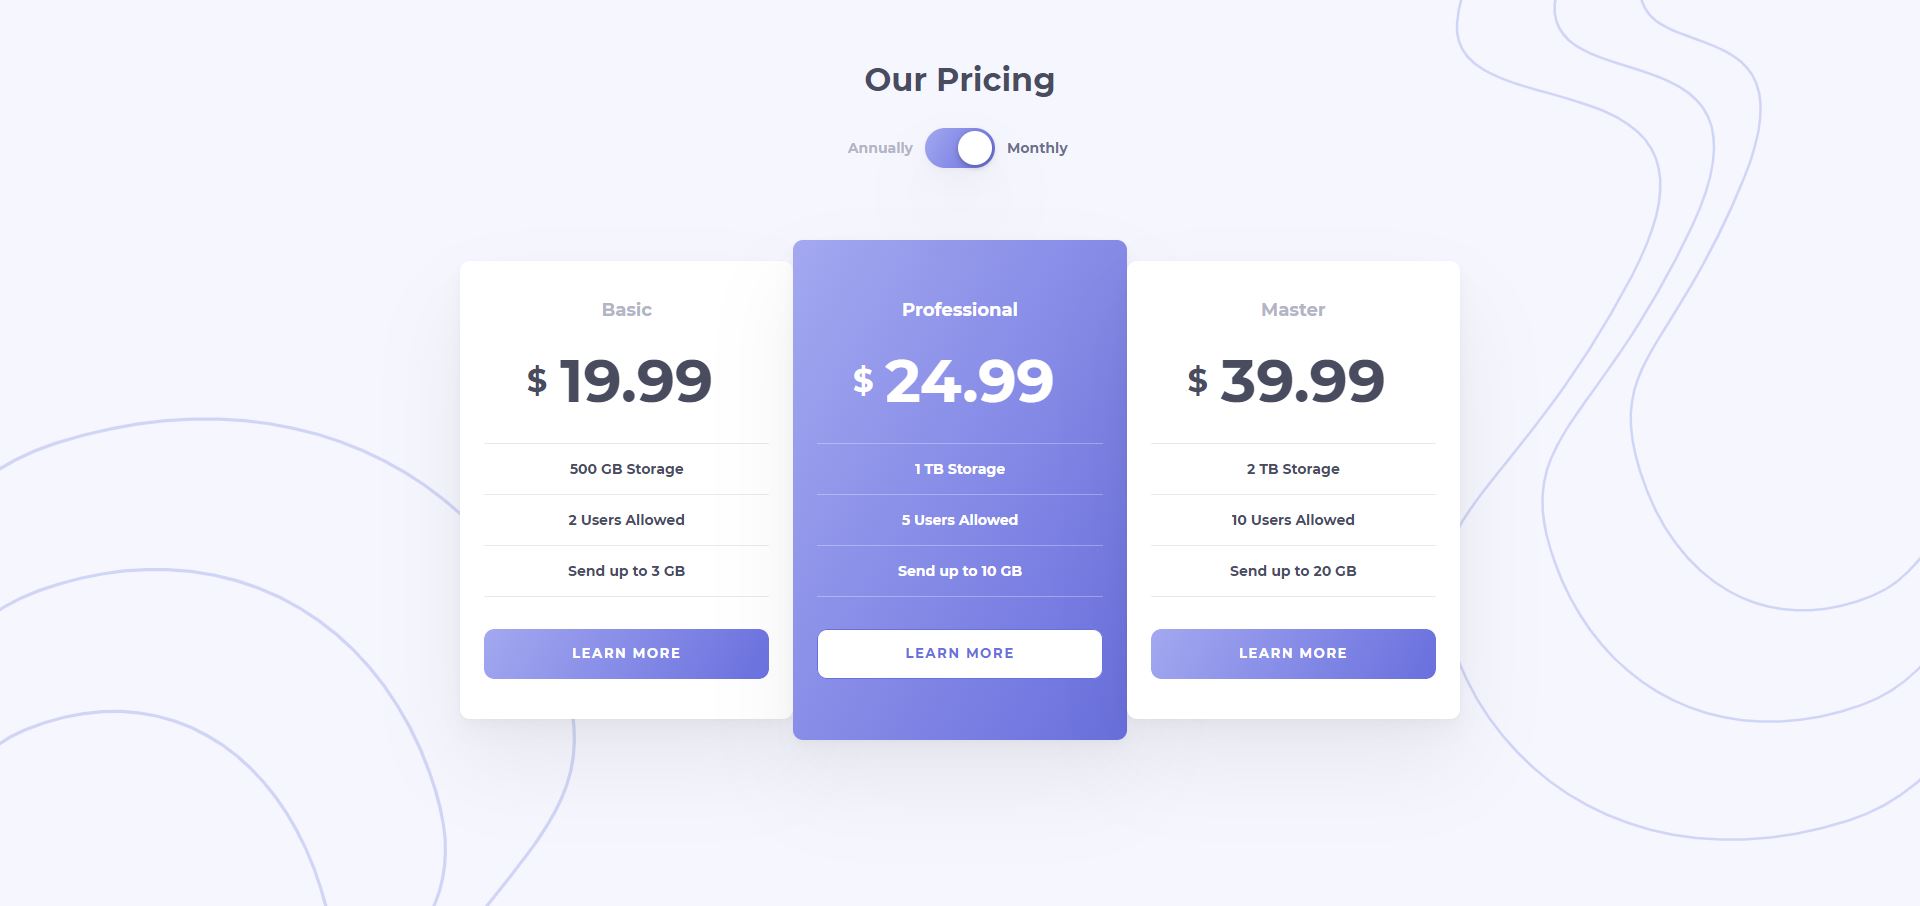 Our Pricing
Annually
Monthly
Basic
$ 19.99
500 GB Storage
2 Users Allowed
Send up to 3 GB
LEARN MORE
Professional
$ 24.99
1 TB Storage
5 Users Allowed
Send up to 10 GB
LEARN MORE
Master
$ 39.99
2 TB Storage
10 Users Allowed
Send up to 20 GB
LEARN MORE